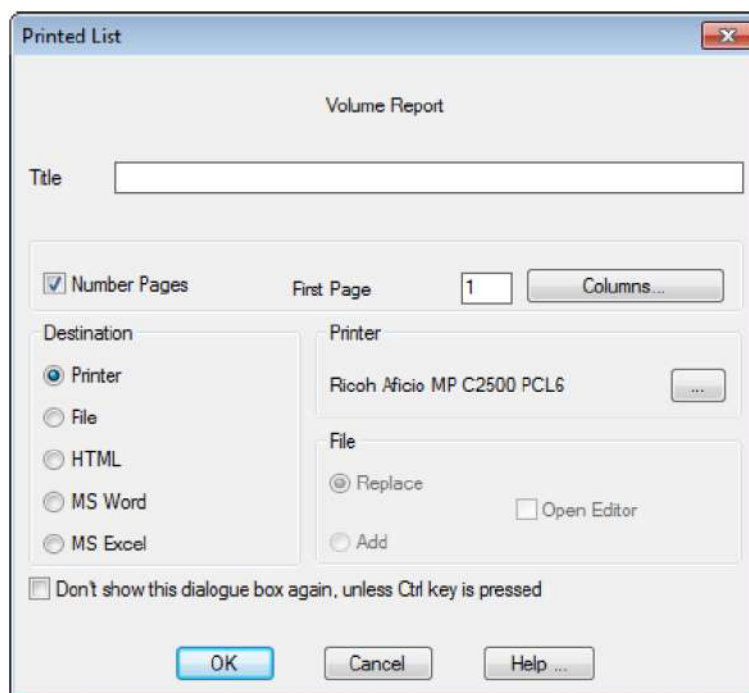 Printed List
Volume Report
Title
Number Pages First Page 1 Columns...
Destination
Printer
File
HTML
MS Word
MS Excel
Printer
Ricoh Aficio MP C2500 PCL6 ...
File
Replace
Open Editor
Add
Don't show this dialogue box again, unless Ctrl key is pressed
OK Cancel Help ...